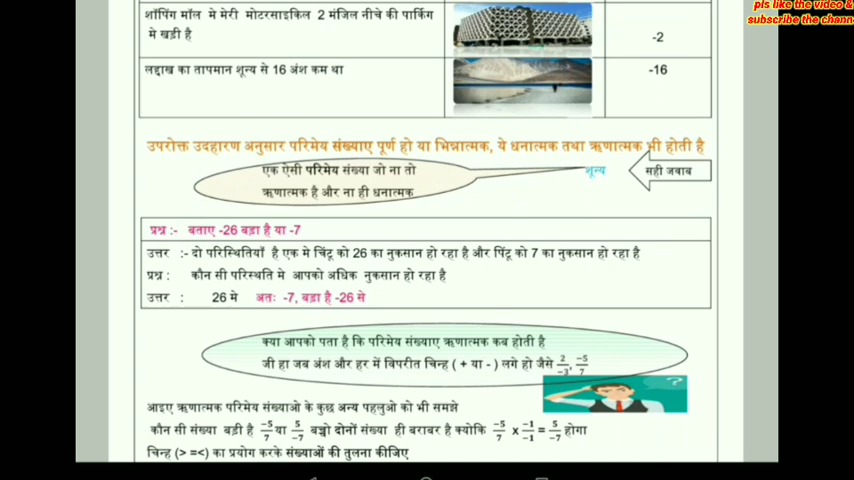 pls like the video &
subscribe the chann
शॉपिंग मॉल मे मेरी मोटरसाइकिल 2 मंजिल नीचे की पार्किंग
मे खड़ी है
-2
लद्दाख का तापमान शून्य से 16 अंश कम था
-16
उपरोक्त उदहारण अनुसार परिमेय संख्याए पूर्ण हो या भिन्नात्मक, ये धनात्मक तथा ऋणात्मक भी होती है
एक ऐसी परिमेय संख्या जो ना तो
ऋणात्मक है और ना ही धनात्मक
शून्य
सही जवाब
प्रश्न :- बताए -26 बड़ा है या -7
उत्तर :- दो परिस्थितियाँ है एक मे चिंटू को 26 का नुकसान हो रहा है और पिंटू को 7 का नुकसान हो रहा है
प्रश्न : कौन सी परिस्थति मे आपको अधिक नुकसान हो रहा है
उत्तर : 26 मे अतः -7, बड़ा है -26 से
क्या आपको पता है कि परिमेय संख्याए ऋणात्मक कब होती है
जी हा जब अंश और हर में विपरीत चिन्ह ( + या - ) लगे हो जैसे 2/-3, -5/7
?
आइए ऋणात्मक परिमेय संख्याओ के कुछ अन्य पहलुओ को भी समझे
कौन सी संख्या बड़ी है -5/7 या 5/-7 बच्चो दोनों संख्या ही बराबर है क्योकि -5/7 x -1/-1 = 5/-7 होगा
चिन्ह (> =<) का प्रयोग करके संख्याओं की तुलना कीजिए